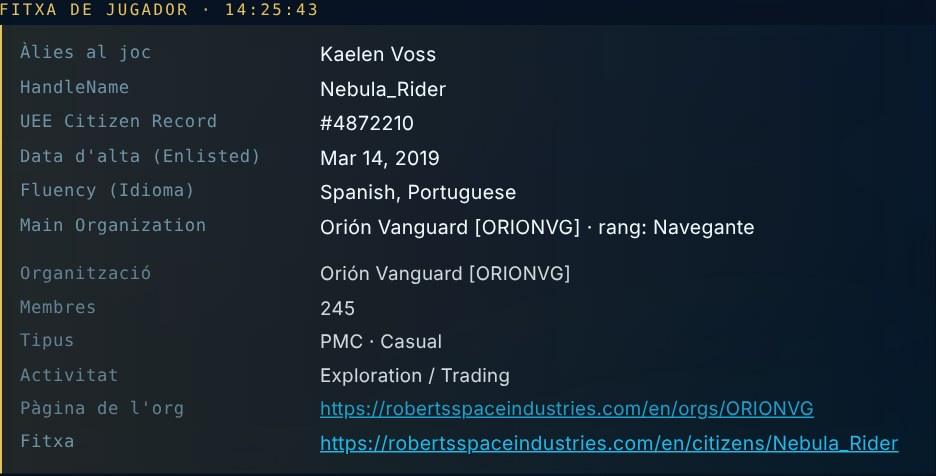 FITXA DE JUGADOR · 14:25:43
Àlies al joc Kaelen Voss
HandleName Nebula_Rider
UEE Citizen Record #4872210
Data d'alta (Enlisted) Mar 14, 2019
Fluency (Idioma) Spanish, Portuguese
Main Organization Orión Vanguard [ORIONVG] · rang: Navegante
Organització Orión Vanguard [ORIONVG]
Membres 245
Tipus PMC · Casual
Activitat Exploration / Trading
Pàgina de l'org https://robertsspaceindustries.com/en/orgs/ORIONVG
Fitxa https://robertsspaceindustries.com/en/citizens/Nebula_Rider